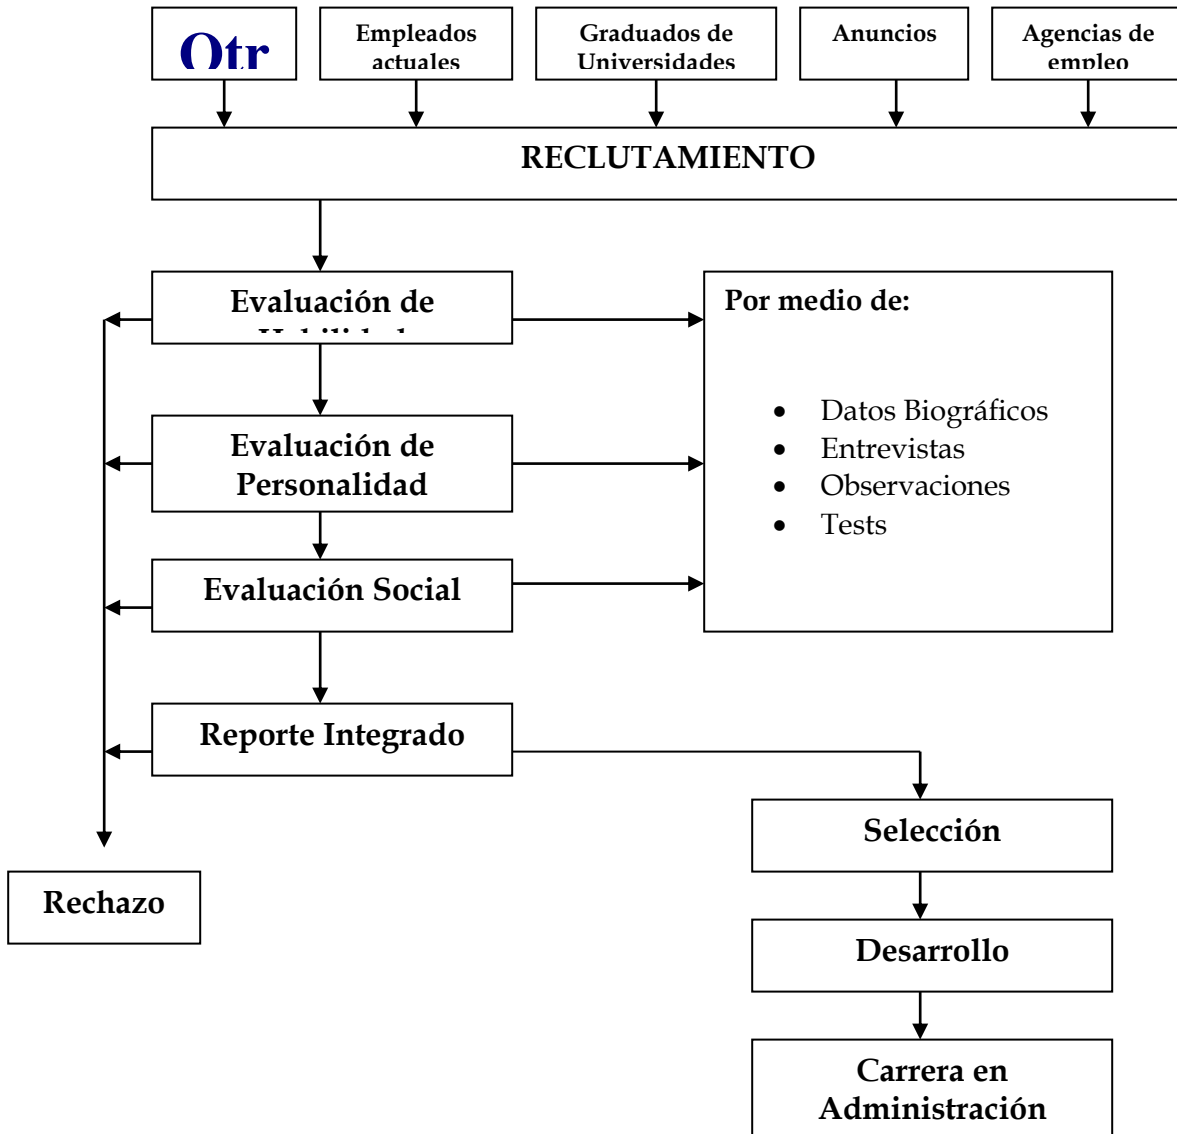 Otr
Empleados
actuales
Graduados de
Universidades
Anuncios
Agencias de
empleo
RECLUTAMIENTO
Evaluación de
Por medio de:
• Datos Biográficos
• Entrevistas
• Observaciones
• Tests
Evaluación de
Personalidad
Evaluación Social
Reporte Integrado
Selección
Rechazo
Desarrollo
Carrera en
Administración